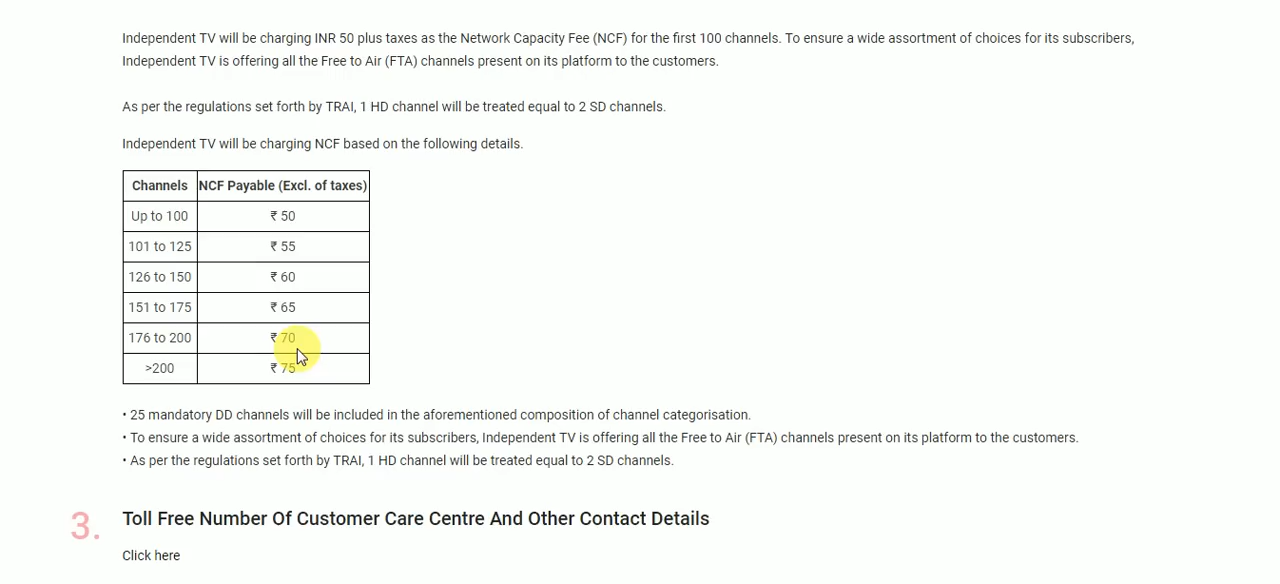 Independent TV will be charging INR 50 plus taxes as the Network Capacity Fee (NCF) for the first 100 channels. To ensure a wide assortment of choices for its subscribers,
Independent TV is offering all the Free to Air (FTA) channels present on its platform to the customers.
As per the regulations set forth by TRAI, 1 HD channel will be treated equal to 2 SD channels.
Independent TV will be charging NCF based on the following details.
Channels NCF Payable (Excl. of taxes)
Up to 100 ₹ 50
101 to 125 ₹ 55
126 to 150 ₹ 60
151 to 175 ₹ 65
176 to 200 ₹ 70
>200 ₹ 75
• 25 mandatory DD channels will be included in the aforementioned composition of channel categorisation.
• To ensure a wide assortment of choices for its subscribers, Independent TV is offering all the Free to Air (FTA) channels present on its platform to the customers.
• As per the regulations set forth by TRAI, 1 HD channel will be treated equal to 2 SD channels.
3. Toll Free Number Of Customer Care Centre And Other Contact Details
Click here